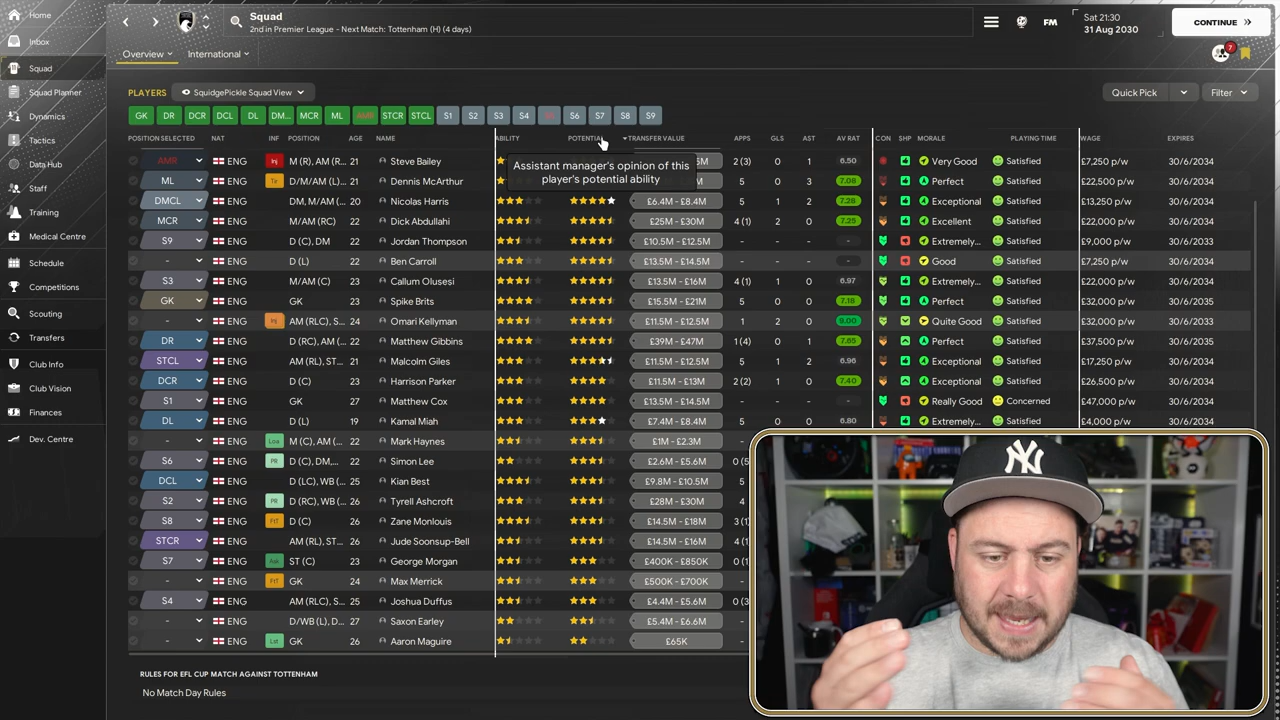 Home
Inbox
Squad
Squad Planner
Dynamics
Tactics
Data Hub
Staff
Training
Medical Centre
Schedule
Competitions
Scouting
Transfers
Club Info
Club Vision
Finances
Dev. Centre
Squad
2nd in Premier League - Next Match: Tottenham (H) (4 days)
FM
Sat 21:30
31 Aug 2030
CONTINUE
Overview
International
7
PLAYERS
SquidgePickle Squad View
Quick Pick
Filter
GK DR DCR DCL DL DM... MCR ML AMR STCR STCL S1 S2 S3 S4 S6 S7 S8 S9
POSITION SELECTED NAT INF POSITION AGE NAME ABILITY POTENTIAL TRANSFER VALUE APPS GLS AST AV RAT CON SHP MORALE PLAYING TIME WAGE EXPIRES
Assistant manager's opinion of this
player's potential ability
AMR ENG Inj M (R), AM (R... 21 Steve Bailey 2 (3) 0 1 6.50 Very Good Satisfied £7,250 p/w 30/6/2034
ML ENG Tir D/M/AM (L)... 21 Dennis McArthur 5 0 3 7.08 Perfect Satisfied £22,500 p/w 30/6/2034
DMCL ENG DM, M/AM (... 20 Nicolas Harris £6.4M - £8.4M 5 1 2 7.28 Exceptional Satisfied £13,250 p/w 30/6/2034
MCR ENG M/AM (RC) 22 Dick Abdullahi £25M - £30M 4 (1) 2 0 7.25 Excellent Satisfied £22,000 p/w 30/6/2034
S9 ENG D (C), DM 22 Jordan Thompson £10.5M - £12.5M - - - - Extremely... Satisfied £9,000 p/w 30/6/2033
- ENG D (L) 22 Ben Carroll £13.5M - £14.5M - - - - Good Satisfied £7,250 p/w 30/6/2034
S3 ENG M/AM (C) 23 Callum Olusesi £13.5M - £16M 4 (1) 1 0 6.97 Extremely... Satisfied £22,000 p/w 30/6/2034
GK ENG GK 23 Spike Brits £15.5M - £21M 5 0 0 7.18 Perfect Satisfied £32,000 p/w 30/6/2035
- ENG Inj AM (RLC), S... 24 Omari Kellyman £11.5M - £12.5M 1 2 0 9.00 Quite Good Satisfied £32,000 p/w 30/6/2033
DR ENG D (RC), AM (... 22 Matthew Gibbins £39M - £47M 1 (4) 0 1 7.65 Perfect Satisfied £37,500 p/w 30/6/2035
STCL ENG AM (RL), ST... 21 Malcolm Giles £11.5M - £12.5M 5 1 2 6.96 Exceptional Satisfied £17,250 p/w 30/6/2034
DCR ENG D (C) 23 Harrison Parker £11.5M - £13M 2 (2) 1 0 7.40 Exceptional Satisfied £26,500 p/w 30/6/2034
S1 ENG GK 27 Matthew Cox £13.5M - £14.5M - - - - Really Good Concerned £47,000 p/w 30/6/2034
DL ENG D (L) 19 Kamal Miah £7.4M - £8.4M 5 0 0 6.80 Extremely... Satisfied £4,000 p/w 30/6/2034
- ENG Loa M (C), AM (... 22 Mark Haynes £1M - £2.3M -
S6 ENG PR D (C), DM,... 22 Simon Lee £2.6M - £5.6M
DCL ENG D (LC), WB (... 25 Kian Best £9.8M - £10.5M 5
S2 ENG PR D (RC), WB (... 26 Tyrell Ashcroft £28M - £30M 4
S8 ENG FIT D (C) 26 Zane Monlouis £14.5M - £18M
STCR ENG AM (RL), ST... 26 Jude Soonsup-Bell £14.5M - £16M
S7 ENG Ask ST (C) 23 George Morgan £400K - £850K
- ENG FIT GK 24 Max Merrick £500K - £700K -
S4 ENG AM (RLC), S... 25 Joshua Duffus £4.4M - £5.6M
- ENG D/WB (L), D... 27 Saxon Earley £5.4M - £6.6M -
- ENG Lst GK 26 Aaron Maguire £65K -
RULES FOR EFL CUP MATCH AGAINST TOTTENHAM
No Match Day Rules
NY